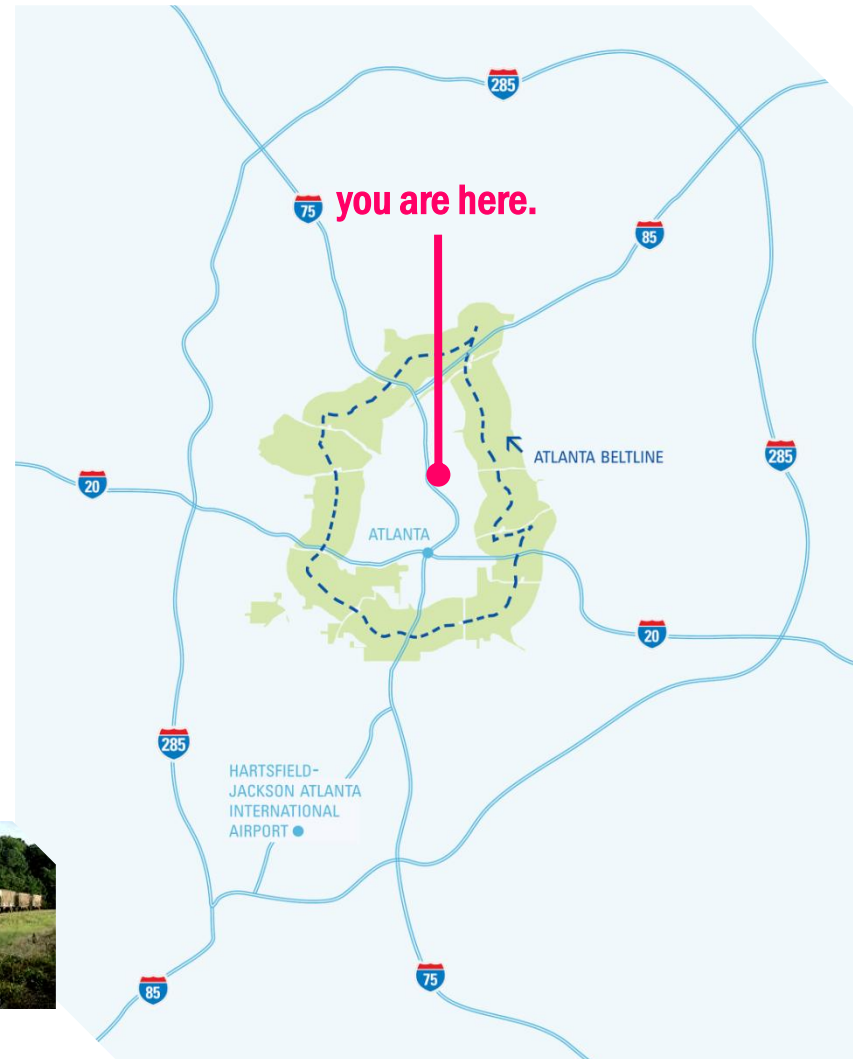 285
75
you are here.
85
ATLANTA BELTLINE
285
20
ATLANTA
20
285
HARTSFIELD-
JACKSON ATLANTA
INTERNATIONAL
AIRPORT
85
75